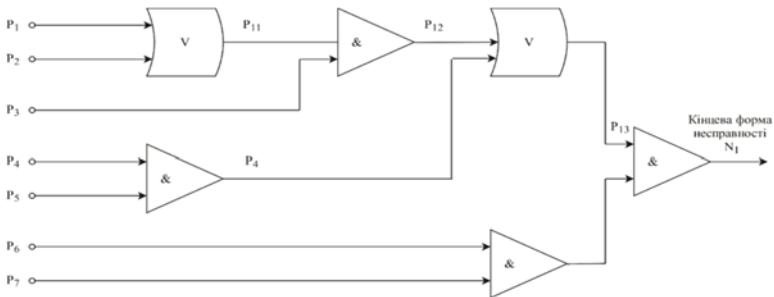 P1
P2
P3
P4
P5
P6
P7
V
P11
&
P12
V
&
P4
&
P13
&
Кінцева форма
несправності
N1